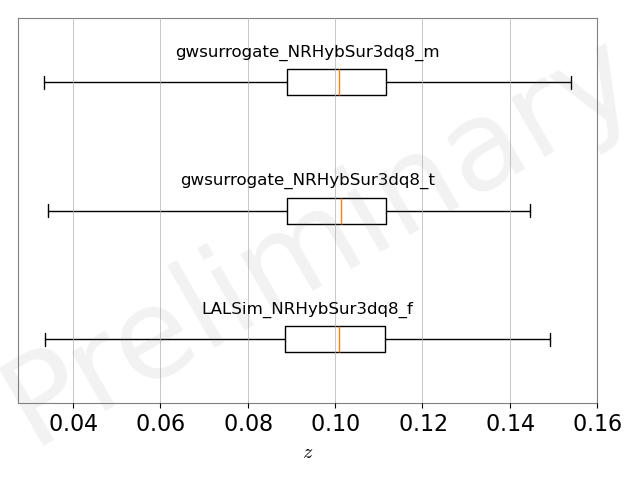 gwsurrogate_NRHybSur3dq8_m
gwsurrogate_NRHybSur3dq8_t
LALSim_NRHybSur3dq8_f
Preliminary
0.04 0.06 0.08 0.10 0.12 0.14 0.16
z